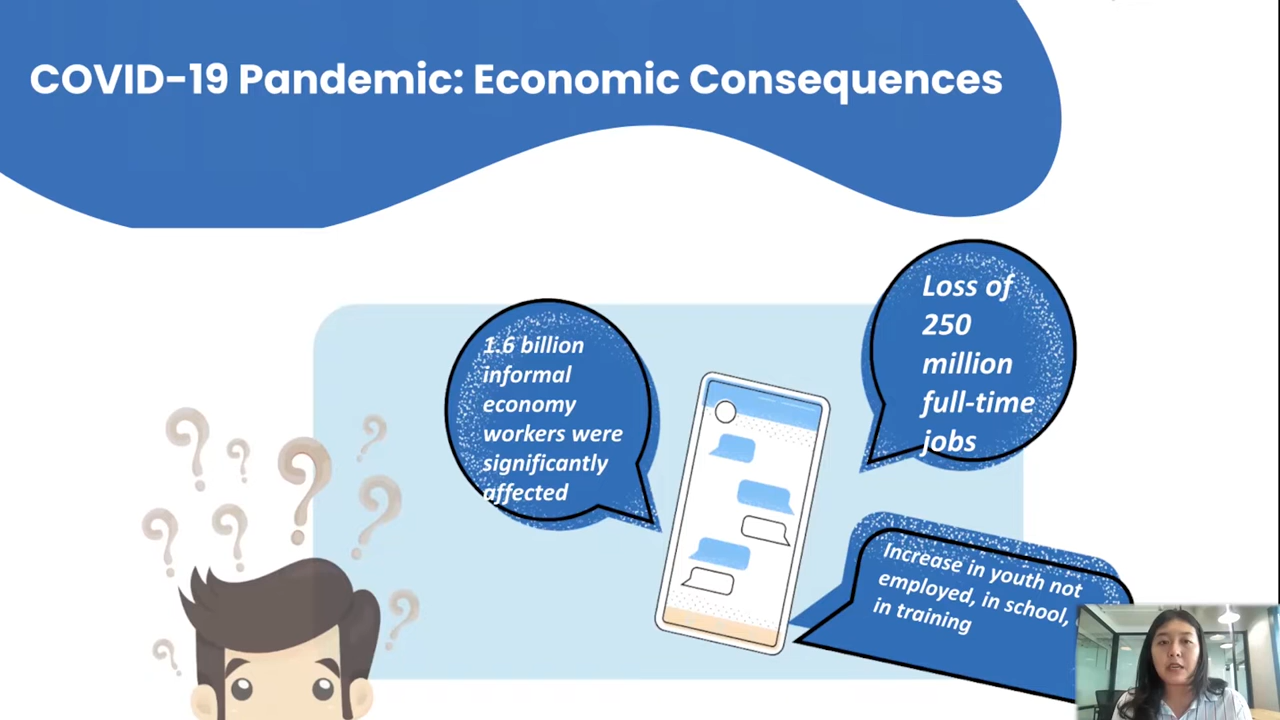 COVID-19 Pandemic: Economic Consequences
1.6 billion
informal
economy
workers were
significantly
affected
Loss of
250
million
full-time
jobs
Increase in youth not
employed, in school,
in training